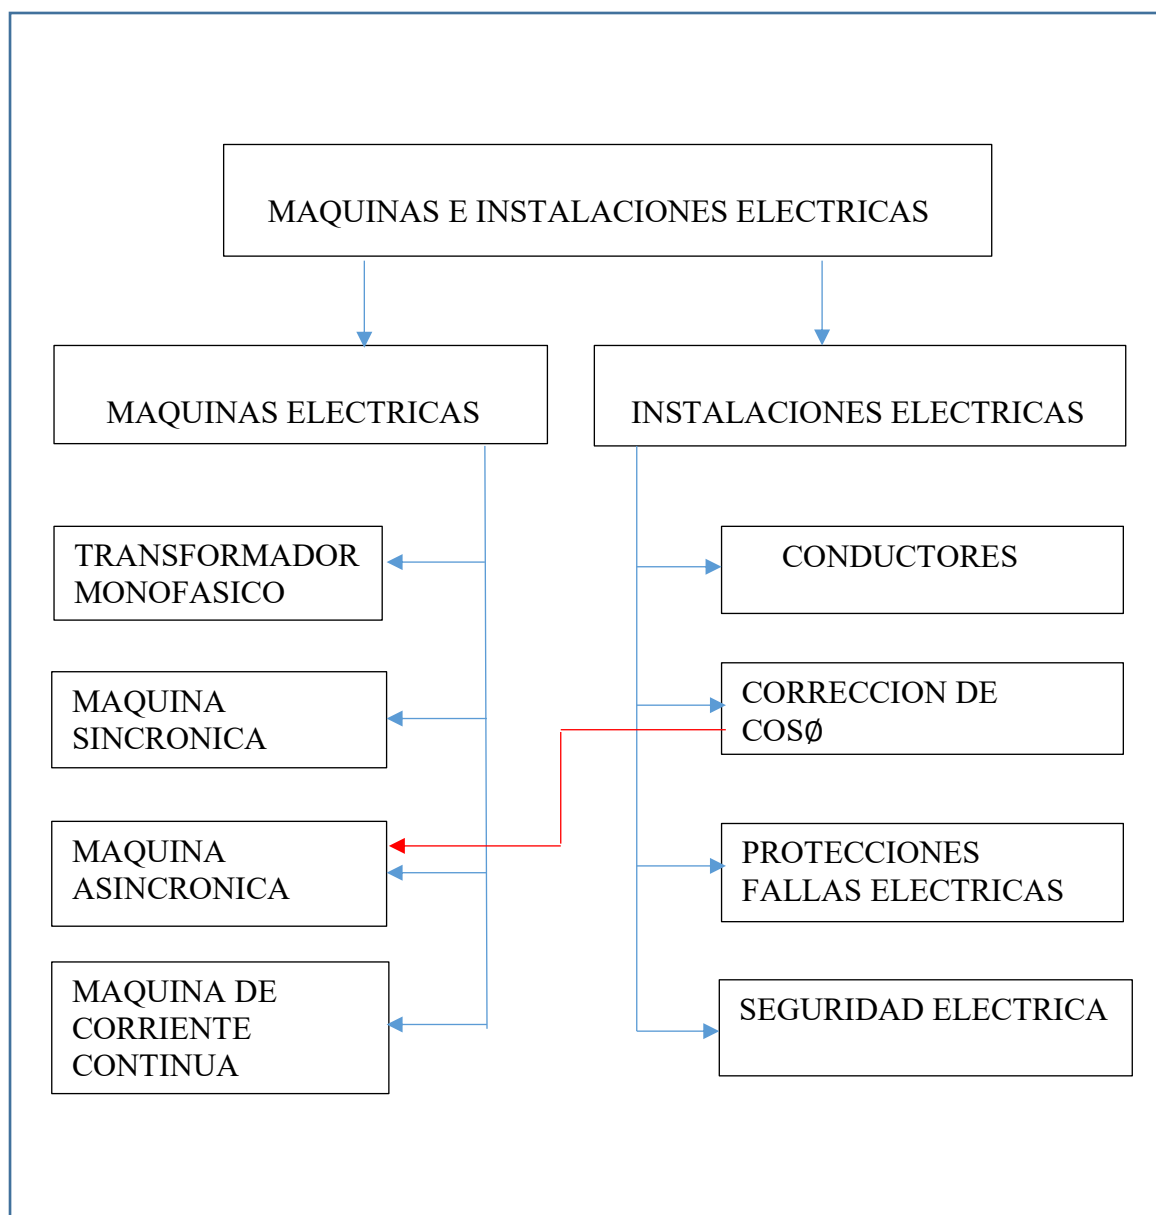 MAQUINAS E INSTALACIONES ELECTRICAS
MAQUINAS ELECTRICAS
INSTALACIONES ELECTRICAS
TRANSFORMADOR
MONOFASICO
CONDUCTORES
MAQUINA
SINCRONICA
CORRECCION DE
COSØ
MAQUINA
ASINCRONICA
PROTECCIONES
FALLAS ELECTRICAS
MAQUINA DE
CORRIENTE
CONTINUA
SEGURIDAD ELECTRICA